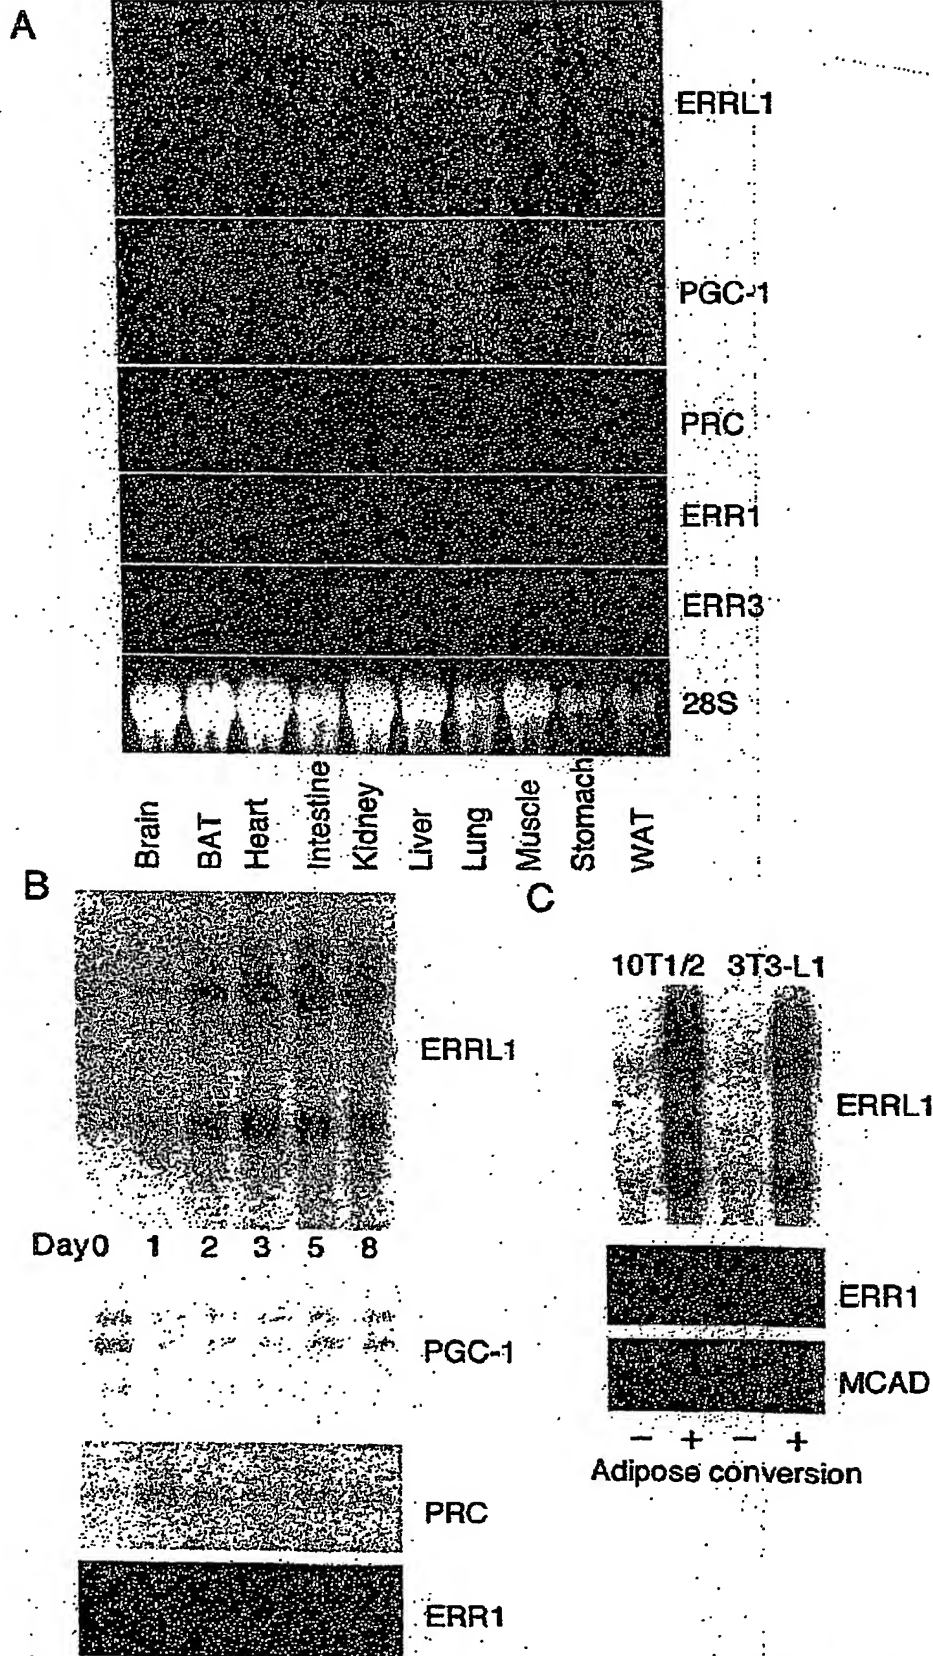 A
ERRL1
PGC-1
PRC
ERR1
ERR3
28S
Brain
BAT
Heart
Intestine
Kidney
Liver
Lung
Muscle
Stomach
WAT
B
ERRL1
Day0 1 2 3 5 8
PGC-1
PRC
ERR1
C
10T1/2 3T3-L1
ERRL1
ERR1
MCAD
− + − +
Adipose conversion